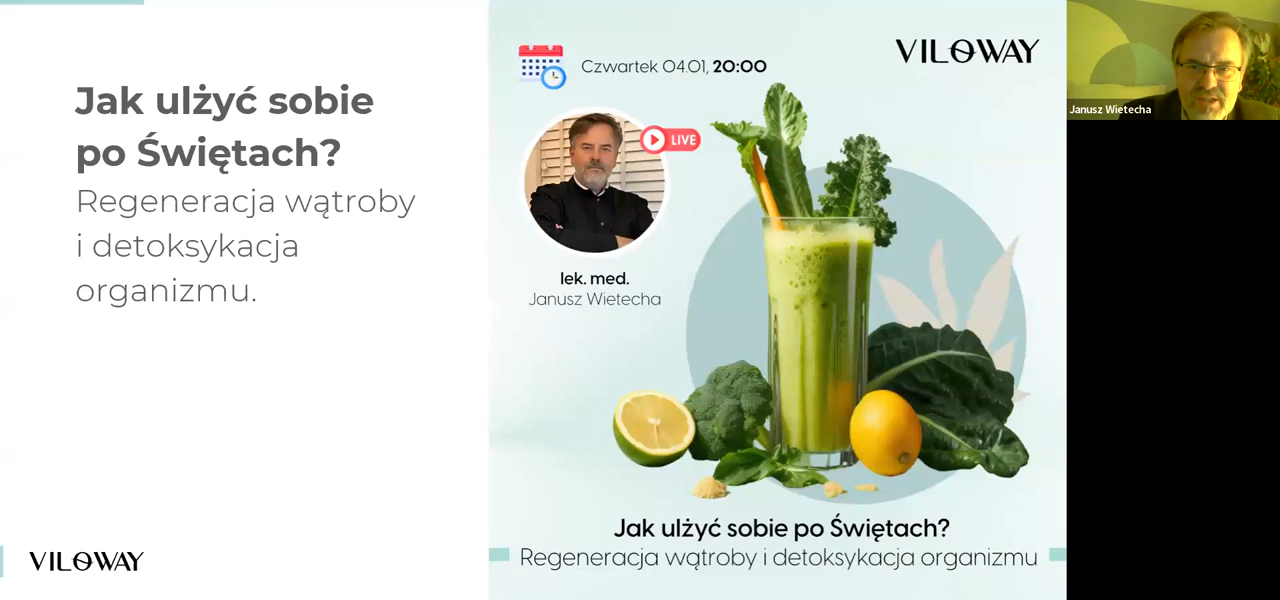 Jak ulżyć sobie
po Świętach?
Regeneracja wątroby
i detoksykacja
organizmu.
VILOWAY
Czwartek 04.01, 20:00
VILOWAY
LIVE
lek. med.
Janusz Wietecha
Jak ulżyć sobie po Świętach?
Regeneracja wątroby i detoksykacja organizmu
Janusz Wietecha